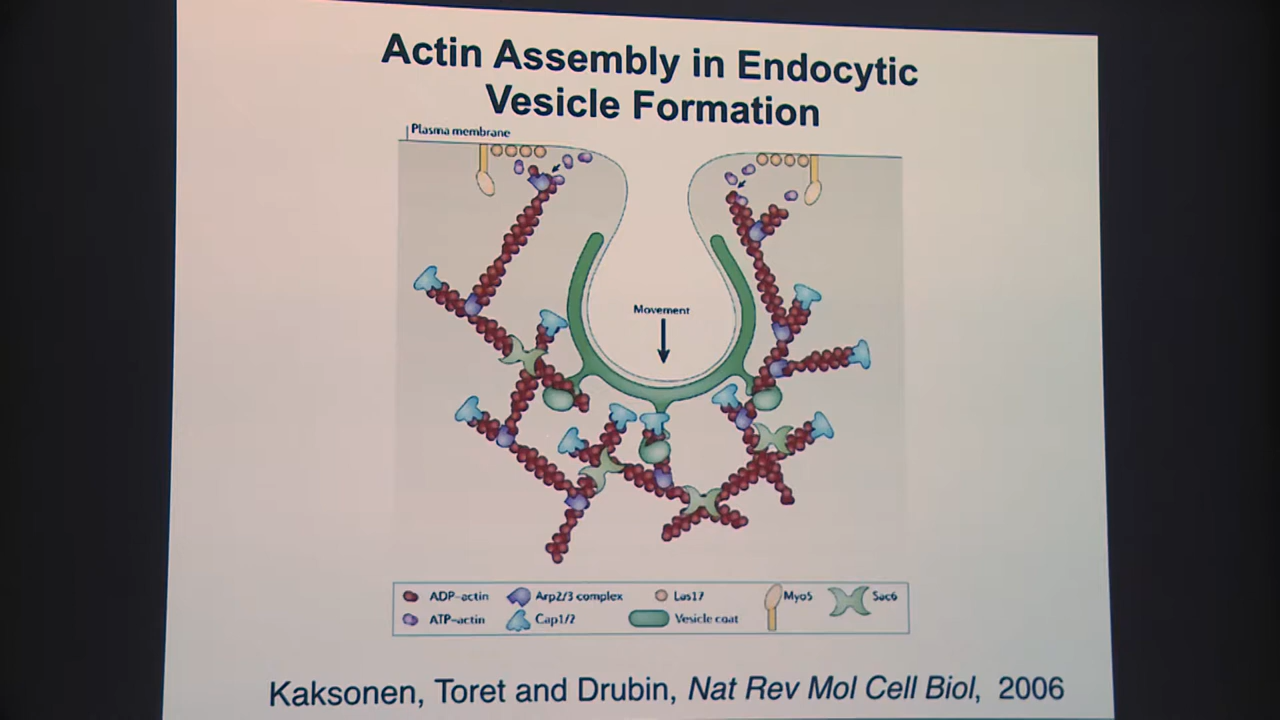 Actin Assembly in Endocytic
Vesicle Formation
Plasma membrane
Movement
ADP-actin
Arp2/3 complex
Las17
Myo5
Sac6
ATP-actin
Cap1/2
Vesicle coat
Kaksonen, Toret and Drubin, Nat Rev Mol Cell Biol, 2006